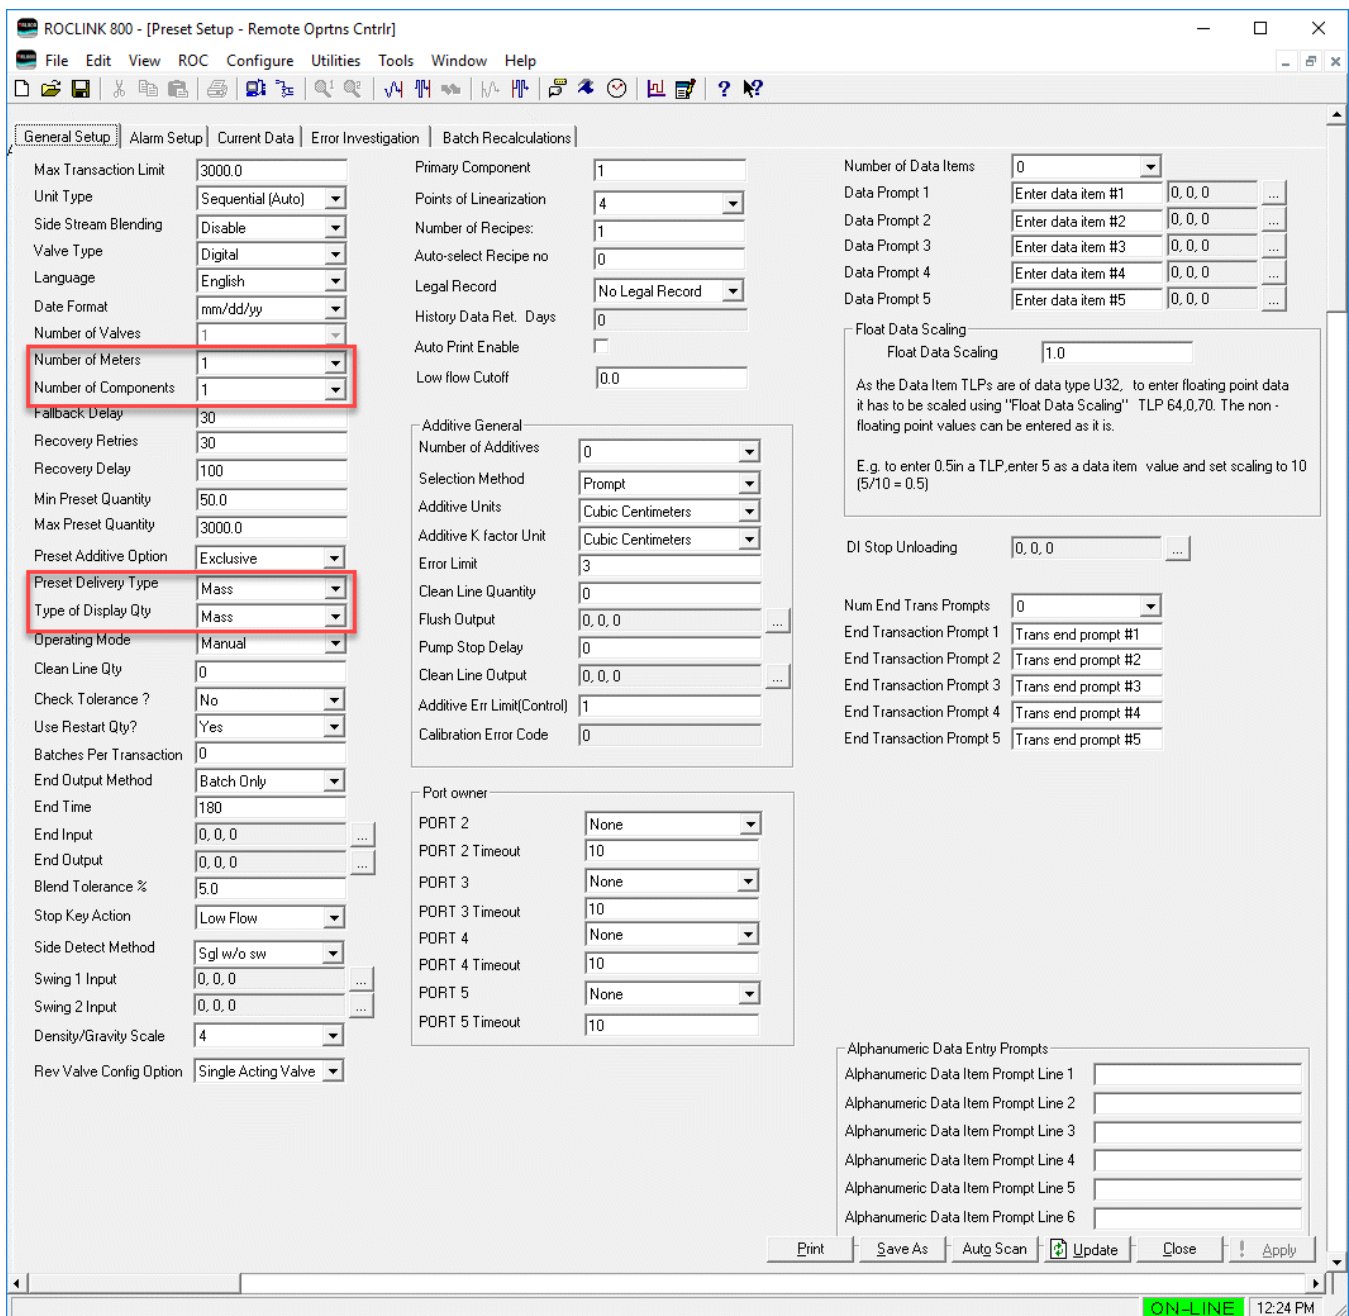 ROCLINK 800 - [Preset Setup - Remote Oprtns Cntrlr]
File Edit View ROC Configure Utilities Tools Window Help
General Setup Alarm Setup Current Data Error Investigation Batch Recalculations
Max Transaction Limit 3000.0
Unit Type Sequential (Auto)
Side Stream Blending Disable
Valve Type Digital
Language English
Date Format mm/dd/yy
Number of Valves 1
Number of Meters 1
Number of Components 1
Fallback Delay 30
Recovery Retries 30
Recovery Delay 100
Min Preset Quantity 50.0
Max Preset Quantity 3000.0
Preset Additive Option Exclusive
Preset Delivery Type Mass
Type of Display Qty Mass
Operating Mode Manual
Clean Line Qty 0
Check Tolerance ? No
Use Restart Qty? Yes
Batches Per Transaction 0
End Output Method Batch Only
End Time 180
End Input 0, 0, 0 ...
End Output 0, 0, 0 ...
Blend Tolerance % 5.0
Stop Key Action Low Flow
Side Detect Method Sgl w/o sw
Swing 1 Input 0, 0, 0 ...
Swing 2 Input 0, 0, 0 ...
Density/Gravity Scale 4
Rev Valve Config Option Single Acting Valve
Primary Component 1
Points of Linearization 4
Number of Recipes: 1
Auto-select Recipe no 0
Legal Record No Legal Record
History Data Ret. Days 0
Auto Print Enable
Low flow Cutoff 0.0
Additive General
Number of Additives 0
Selection Method Prompt
Additive Units Cubic Centimeters
Additive K factor Unit Cubic Centimeters
Error Limit 3
Clean Line Quantity 0
Flush Output 0, 0, 0 ...
Pump Stop Delay 0
Clean Line Output 0, 0, 0 ...
Additive Err Limit(Control) 1
Calibration Error Code 0
Port owner
PORT 2 None
PORT 2 Timeout 10
PORT 3 None
PORT 3 Timeout 10
PORT 4 None
PORT 4 Timeout 10
PORT 5 None
PORT 5 Timeout 10
Number of Data Items 0
Data Prompt 1 Enter data item #1 0, 0, 0 ...
Data Prompt 2 Enter data item #2 0, 0, 0 ...
Data Prompt 3 Enter data item #3 0, 0, 0 ...
Data Prompt 4 Enter data item #4 0, 0, 0 ...
Data Prompt 5 Enter data item #5 0, 0, 0 ...
Float Data Scaling
Float Data Scaling 1.0
As the Data Item TLPs are of data type U32, to enter floating point data
it has to be scaled using "Float Data Scaling" TLP 64,0,70. The non -
floating point values can be entered as it is.
E.g. to enter 0.5in a TLP,enter 5 as a data item value and set scaling to 10
(5/10 = 0.5)
DI Stop Unloading 0, 0, 0 ...
Num End Trans Prompts 0
End Transaction Prompt 1 Trans end prompt #1
End Transaction Prompt 2 Trans end prompt #2
End Transaction Prompt 3 Trans end prompt #3
End Transaction Prompt 4 Trans end prompt #4
End Transaction Prompt 5 Trans end prompt #5
Alphanumeric Data Entry Prompts
Alphanumeric Data Item Prompt Line 1
Alphanumeric Data Item Prompt Line 2
Alphanumeric Data Item Prompt Line 3
Alphanumeric Data Item Prompt Line 4
Alphanumeric Data Item Prompt Line 5
Alphanumeric Data Item Prompt Line 6
Print Save As Auto Scan Update Close ! Apply
ON-LINE 12:24 PM